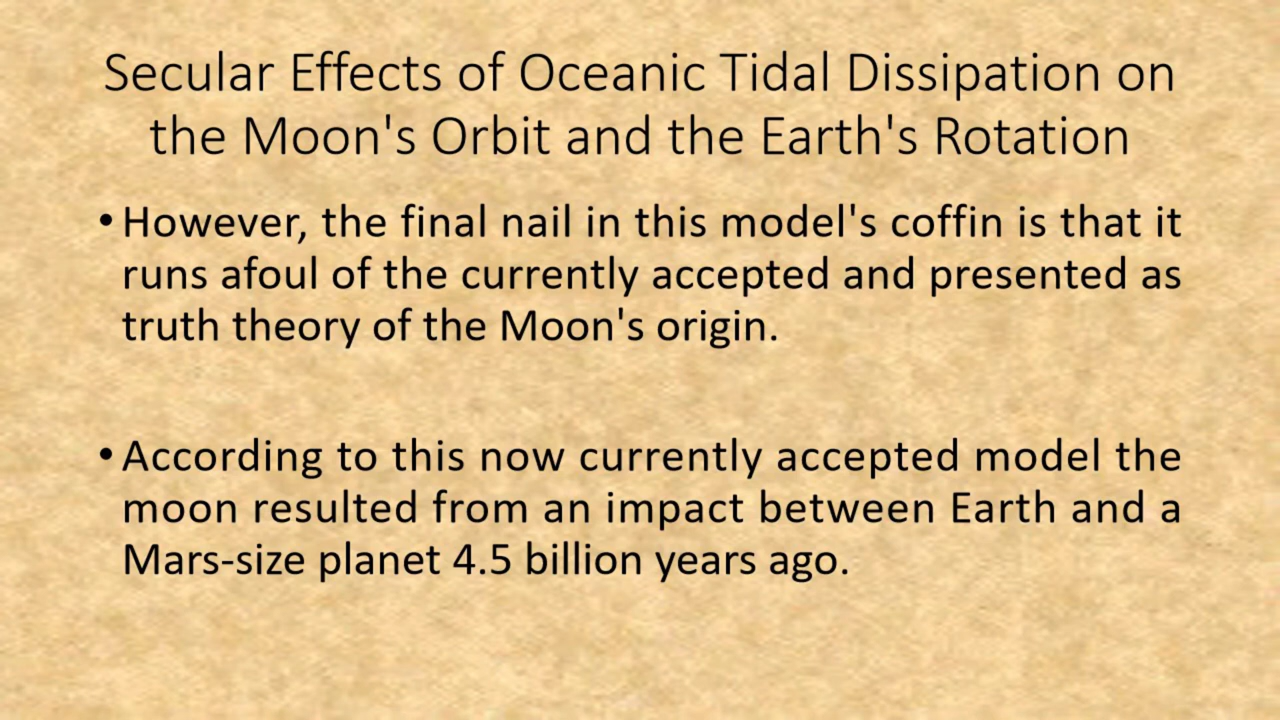 Secular Effects of Oceanic Tidal Dissipation on
the Moon's Orbit and the Earth's Rotation
• However, the final nail in this model's coffin is that it
runs afoul of the currently accepted and presented as
truth theory of the Moon's origin.
• According to this now currently accepted model the
moon resulted from an impact between Earth and a
Mars-size planet 4.5 billion years ago.